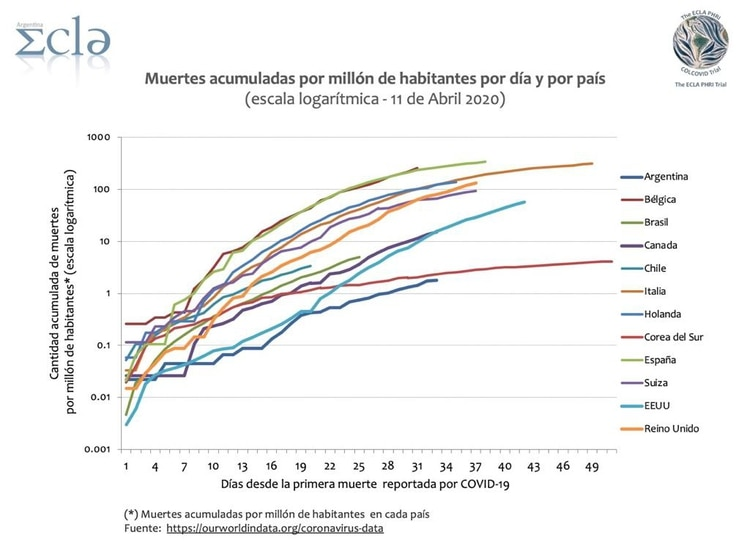 Argentina
Σcla
The ECLA PHRI
COLCOVID Trial
The ECLA PHRI Trial
Muertes acumuladas por millón de habitantes por día y por país
(escala logarítmica - 11 de Abril 2020)
Cantidad acumulada de muertes
por millón de habitantes* (escala logarítmica)
1000
100
10
1
0.1
0.01
0.001
1 4 7 10 13 16 19 22 25 28 31 34 37 40 43 46 49
Días desde la primera muerte reportada por COVID-19
Argentina
Bélgica
Brasil
Canada
Chile
Italia
Holanda
Corea del Sur
España
Suiza
EEUU
Reino Unido
(*) Muertes acumuladas por millón de habitantes en cada país
Fuente: https://ourworldindata.org/coronavirus-data